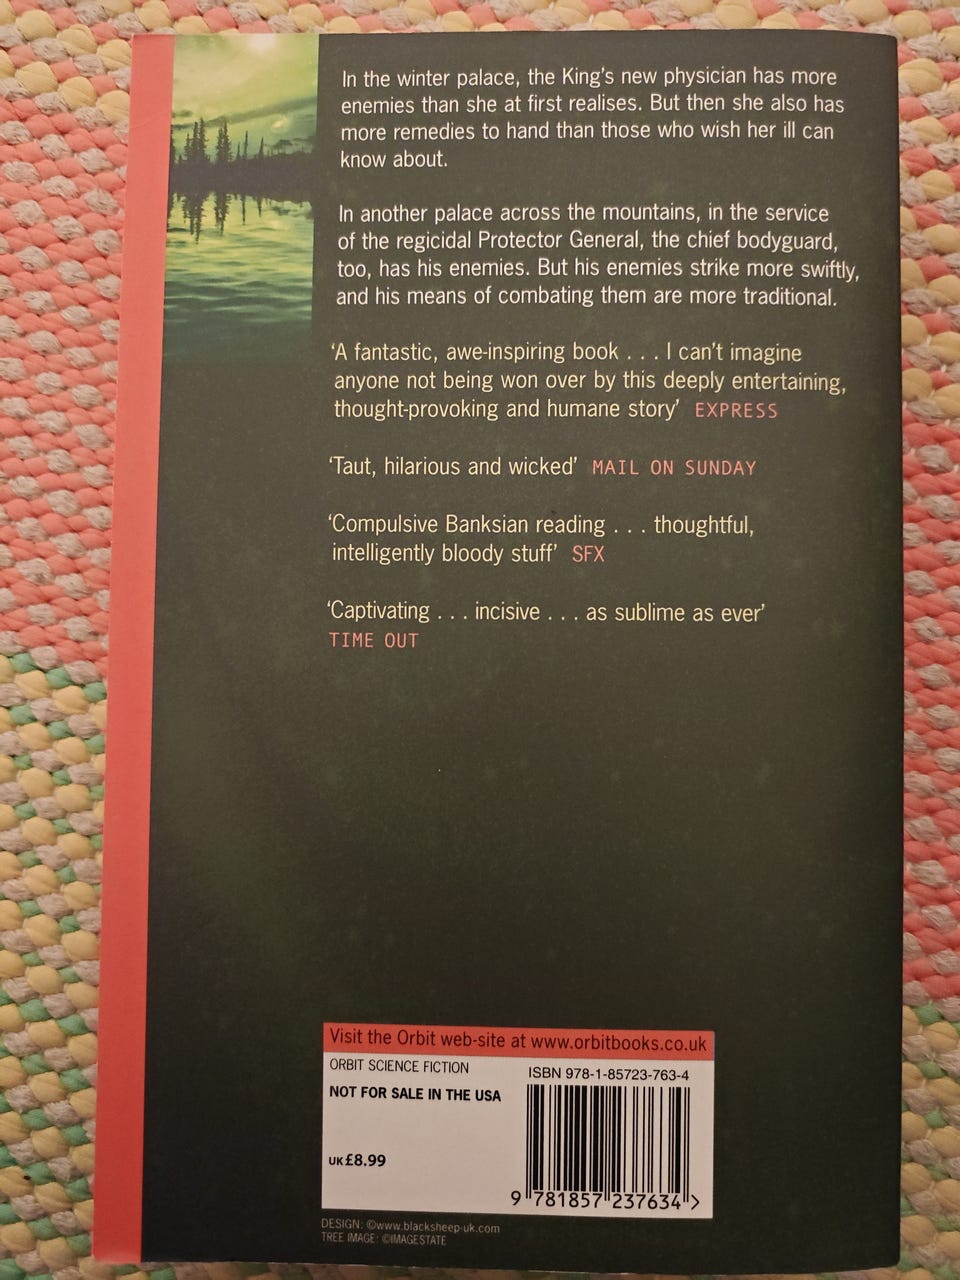 In the winter palace, the King's new physician has more
enemies than she at first realises. But then she also has
more remedies to hand than those who wish her ill can
know about.
In another palace across the mountains, in the service
of the regicidal Protector General, the chief bodyguard,
too, has his enemies. But his enemies strike more swiftly,
and his means of combating them are more traditional.
‘A fantastic, awe-inspiring book . . . I can't imagine
anyone not being won over by this deeply entertaining,
thought-provoking and humane story’ EXPRESS
‘Taut, hilarious and wicked’ MAIL ON SUNDAY
‘Compulsive Banksian reading . . . thoughtful,
intelligently bloody stuff’ SFX
‘Captivating . . . incisive . . . as sublime as ever’
TIME OUT
Visit the Orbit web-site at www.orbitbooks.co.uk
ORBIT SCIENCE FICTION
NOT FOR SALE IN THE USA
UK£8.99
ISBN 978-1-85723-763-4
9 781857 237634 >
DESIGN: ©www.blacksheep-uk.com
TREE IMAGE: ©IMAGESTATE